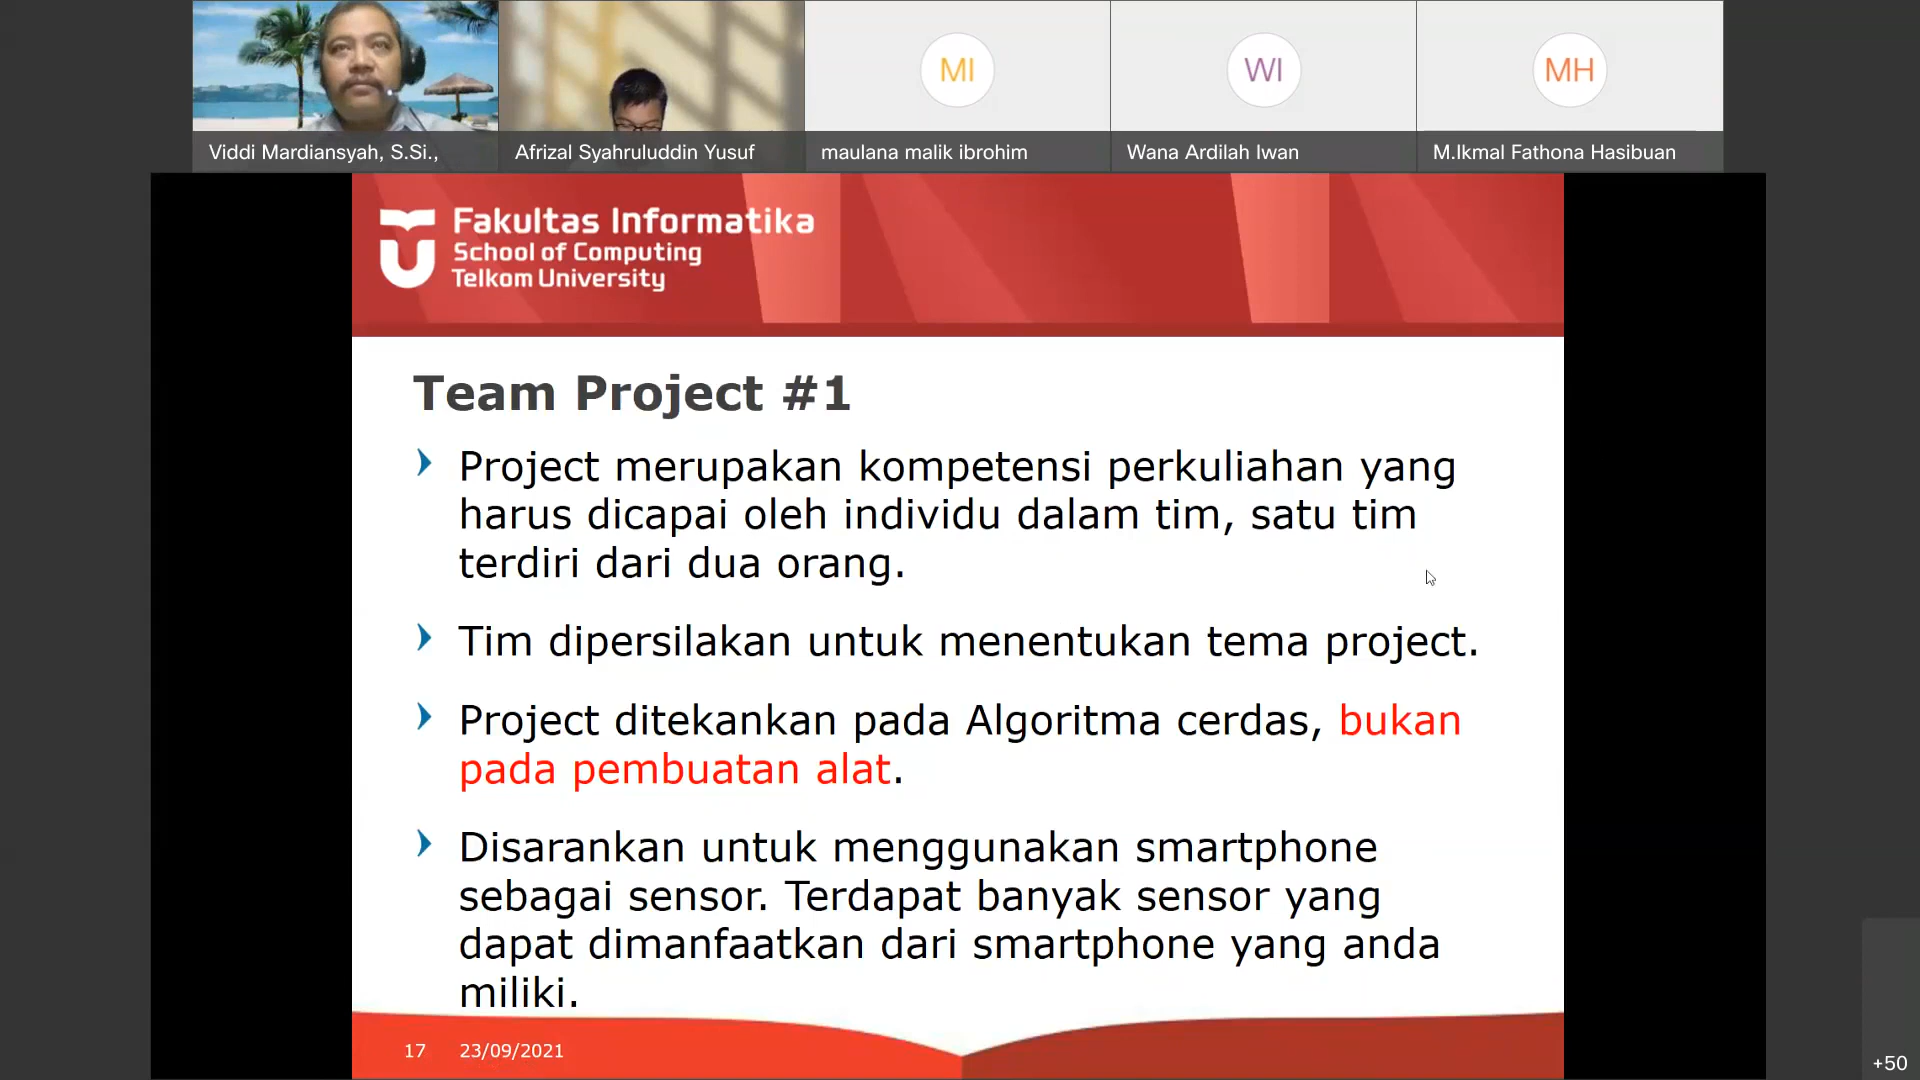 MI
WI
MH
Viddi Mardiansyah, S.Si.,
Afrizal Syahruluddin Yusuf
maulana malik ibrohim
Wana Ardilah Iwan
M.Ikmal Fathona Hasibuan
Fakultas Informatika
School of Computing
Telkom University
Team Project #1
Project merupakan kompetensi perkuliahan yang
harus dicapai oleh individu dalam tim, satu tim
terdiri dari dua orang.
Tim dipersilakan untuk menentukan tema project.
Project ditekankan pada Algoritma cerdas, bukan
pada pembuatan alat.
Disarankan untuk menggunakan smartphone
sebagai sensor. Terdapat banyak sensor yang
dapat dimanfaatkan dari smartphone yang anda
miliki.
17 23/09/2021
+50